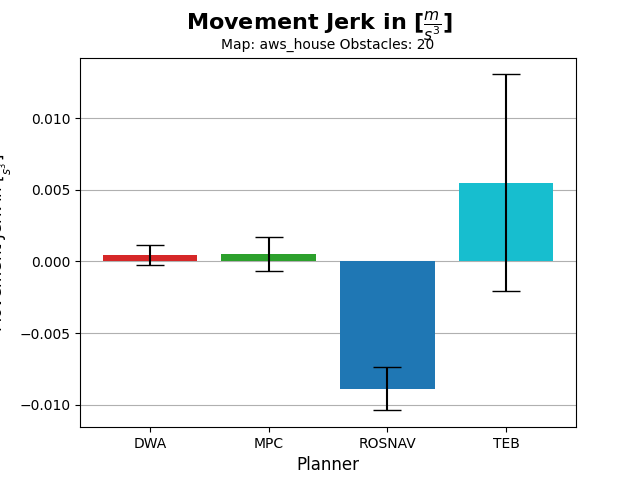 Movement Jerk in [m/s³]
Map: aws_house Obstacles: 20
0.010
0.005
0.000
−0.005
−0.010
DWA MPC ROSNAV TEB
Planner